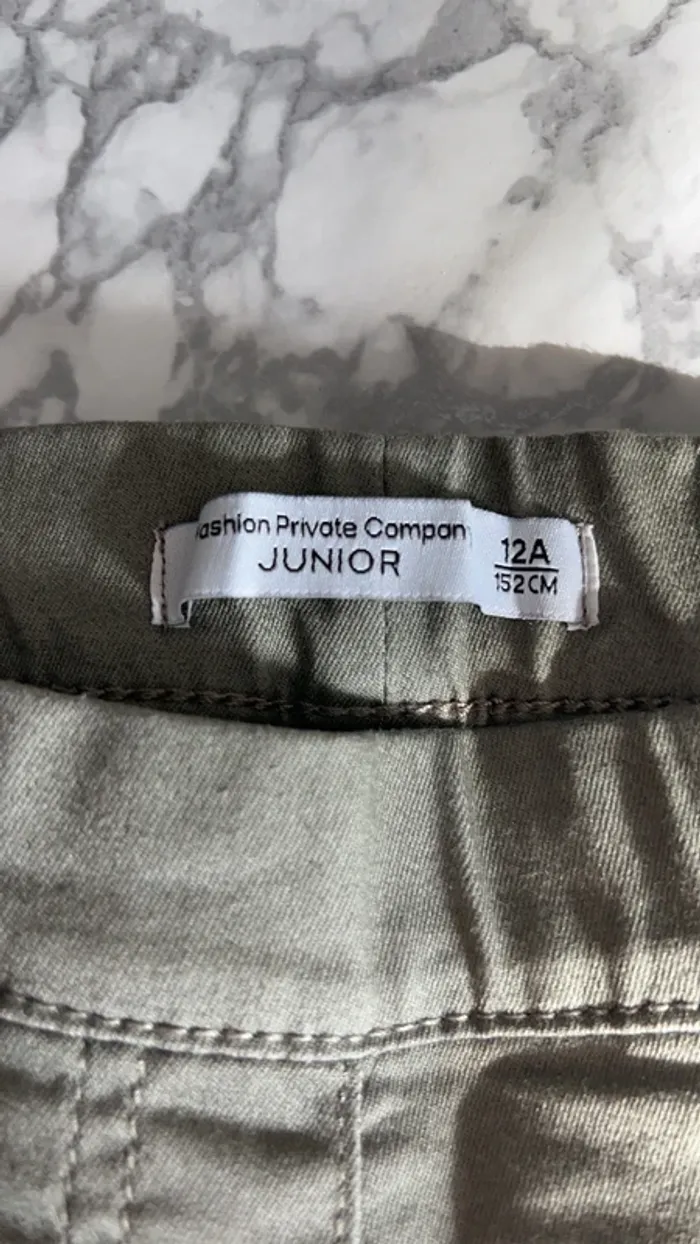 ashion Private Compan
JUNIOR
12A
152CM